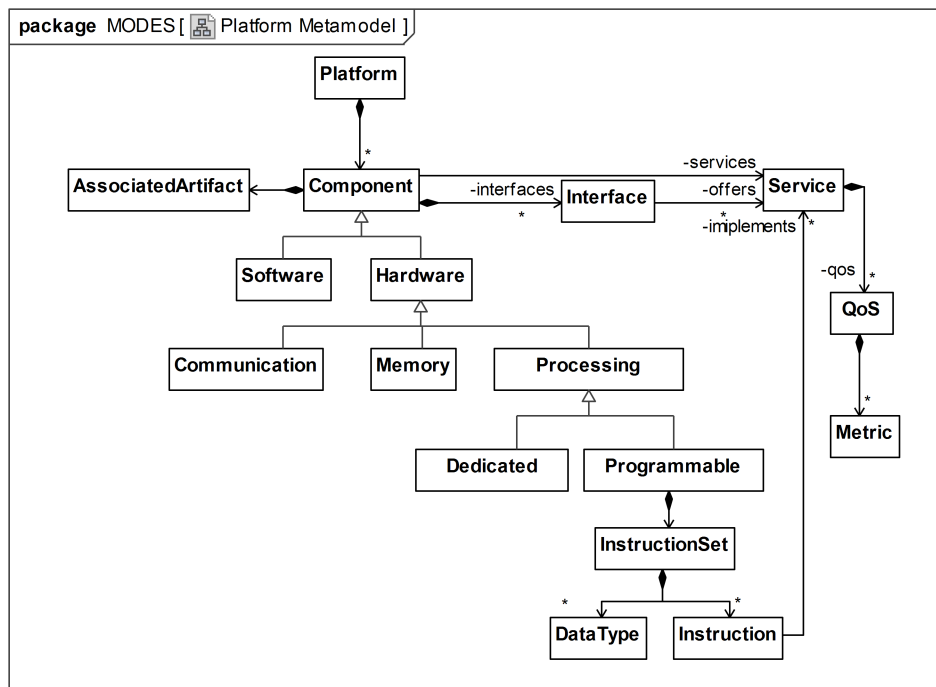 package MODES [ Platform Metamodel ]
Platform
*
AssociatedArtifact
Component
-services
-interfaces
*
Interface
-offers
*
Service
-imiplements
*
Software
Hardware
-qos
*
QoS
Communication
Memory
Processing
*
Metric
Dedicated
Programmable
InstructionSet
*
*
DataType
Instruction